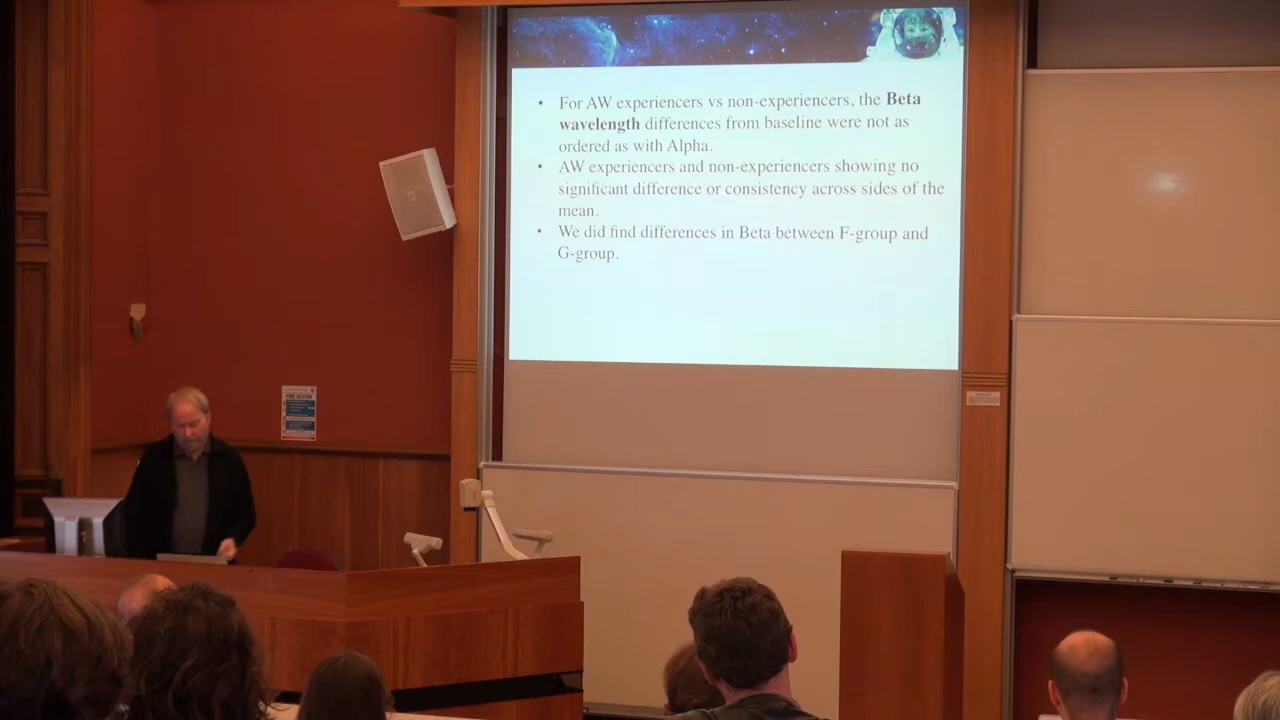 • For AW experiencers vs non-experiencers, the Beta
wavelength differences from baseline were not as
ordered as with Alpha.
• AW experiencers and non-experiencers showing no
significant difference or consistency across sides of the
mean.
• We did find differences in Beta between F-group and
G-group.
FIRE ACTION